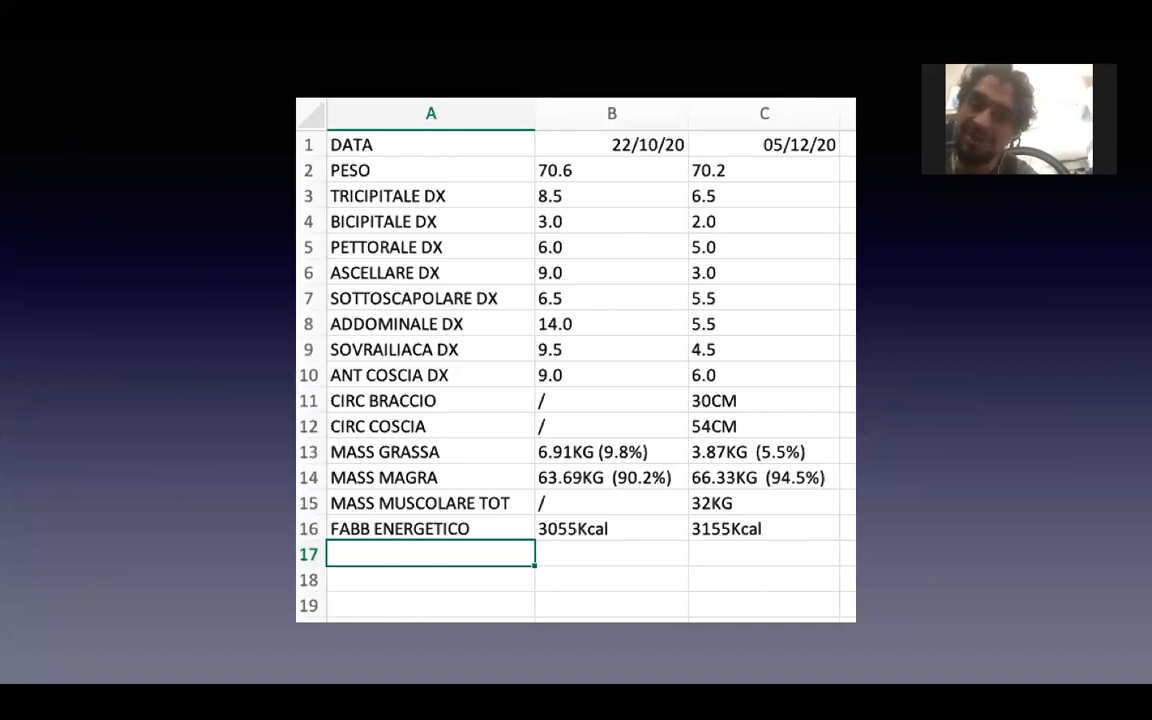 A B C
1 DATA 22/10/20 05/12/20
2 PESO 70.6 70.2
3 TRICIPITALE DX 8.5 6.5
4 BICIPITALE DX 3.0 2.0
5 PETTORALE DX 6.0 5.0
6 ASCELLARE DX 9.0 3.0
7 SOTTOSCAPOLARE DX 6.5 5.5
8 ADDOMINALE DX 14.0 5.5
9 SOVRAILIACA DX 9.5 4.5
10 ANT COSCIA DX 9.0 6.0
11 CIRC BRACCIO / 30CM
12 CIRC COSCIA / 54CM
13 MASS GRASSA 6.91KG (9.8%) 3.87KG (5.5%)
14 MASS MAGRA 63.69KG (90.2%) 66.33KG (94.5%)
15 MASS MUSCOLARE TOT / 32KG
16 FABB ENERGETICO 3055Kcal 3155Kcal
17
18
19